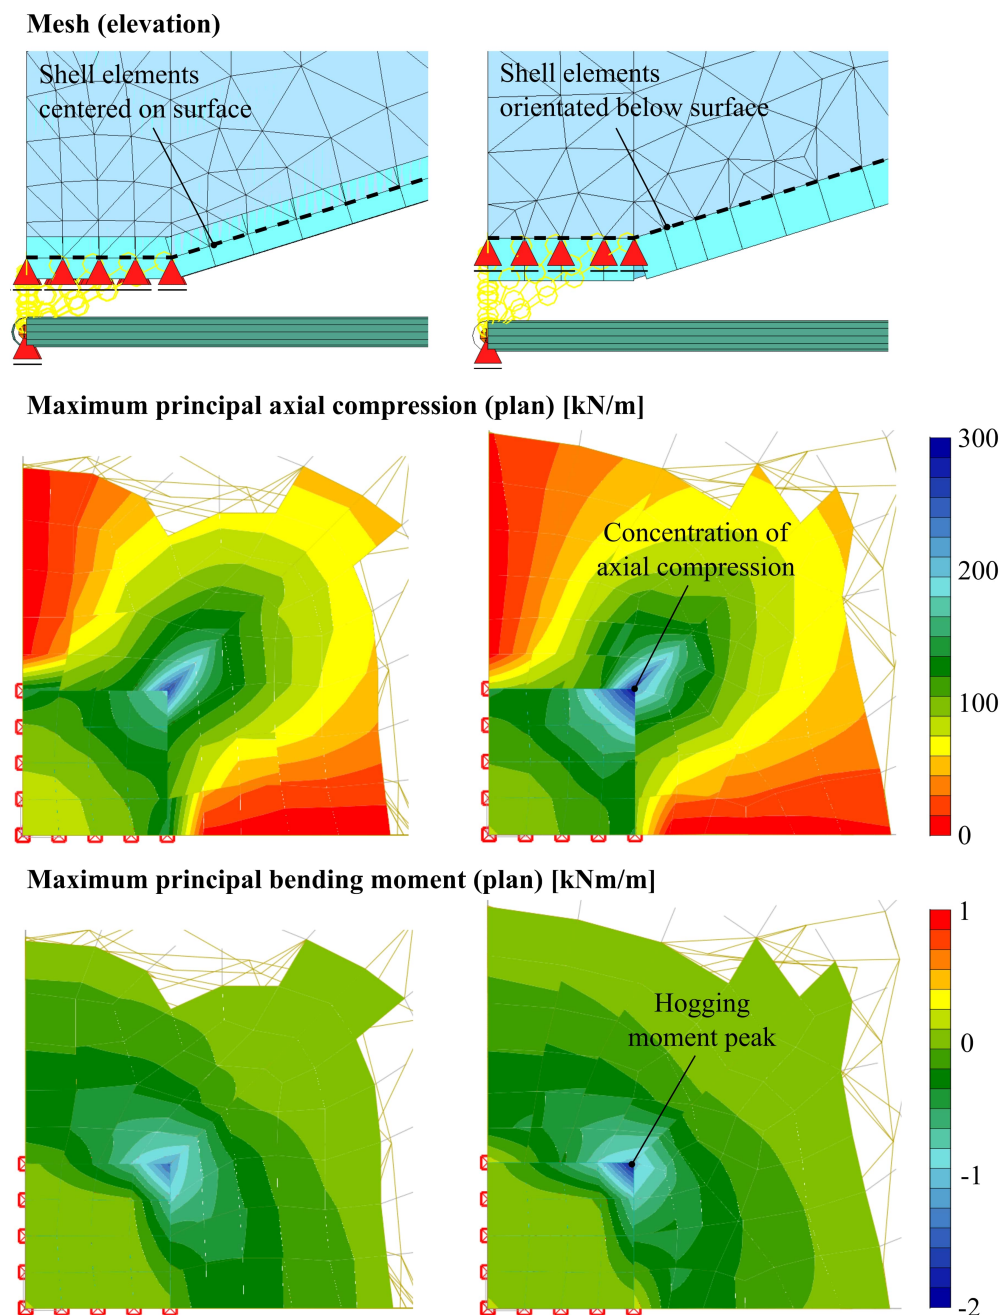 Mesh (elevation)
Shell elements
centered on surface
Shell elements
orientated below surface
Maximum principal axial compression (plan) [kN/m]
Concentration of
axial compression
300
200
100
0
Maximum principal bending moment (plan) [kNm/m]
Hogging
moment peak
1
0
-1
-2